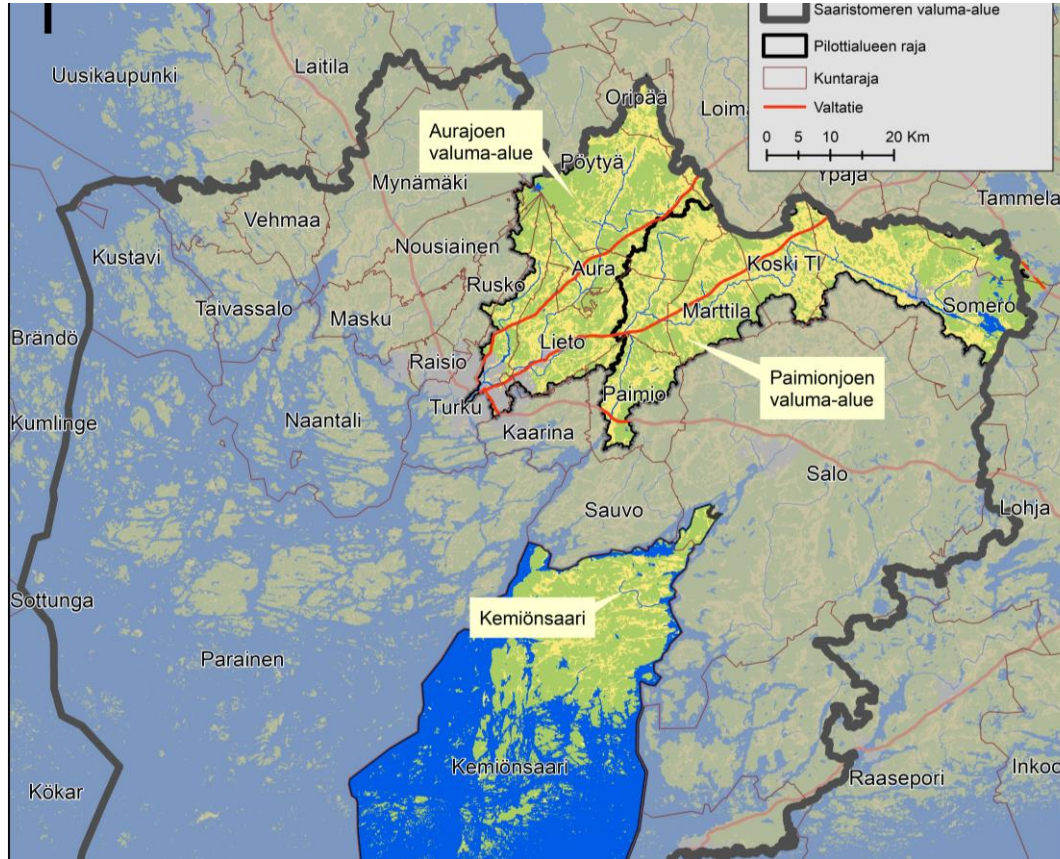 Saaristomeren valuma-alue
Pilottialueen raja
Kuntaraja
Valtatie
0 5 10 20 Km
Uusikaupunki
Laitila
Oripää
Loima
Aurajoen
valuma-alue
Pöytyä
Mynämäki
Ypäjä
Tammela
Vehmaa
Kustavi
Nousiainen
Aura
Koski Tl
Rusko
Taivassalo
Masku
Marttila
Somero
Brändö
Lieto
Raisio
Paimionjoen
valuma-alue
Paimio
Turku
Naantali
Kumlinge
Kaarina
Salo
Sauvo
Lohja
Sottunga
Kemiönsaari
Parainen
Kemiönsaari
Raasepori
Inkoo
Kökar